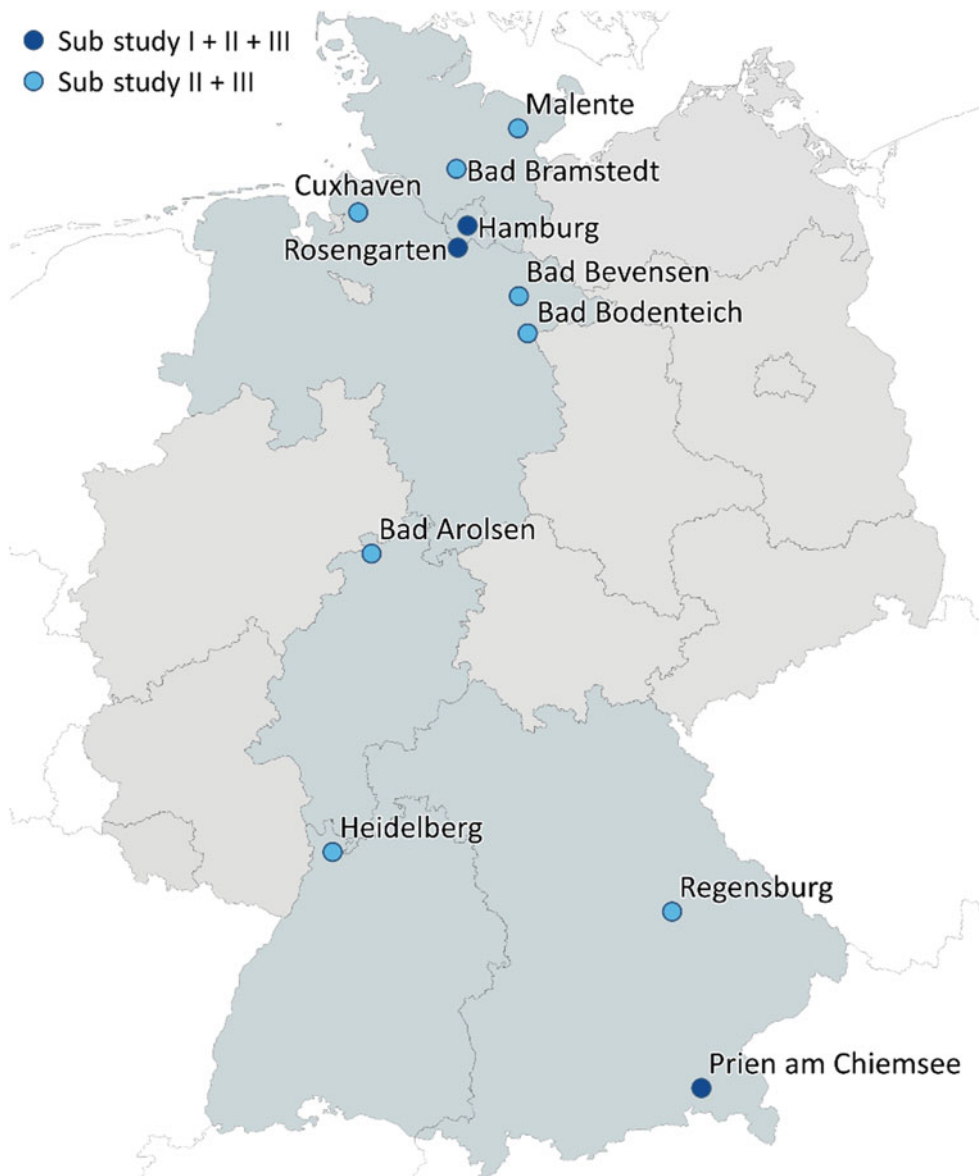 Sub study I + II + III
Sub study II + III
Malente
Bad Bramstedt
Cuxhaven
Hamburg
Rosengarten
Bad Bevensen
Bad Bodenteich
Bad Arolsen
Heidelberg
Regensburg
Prien am Chiemsee